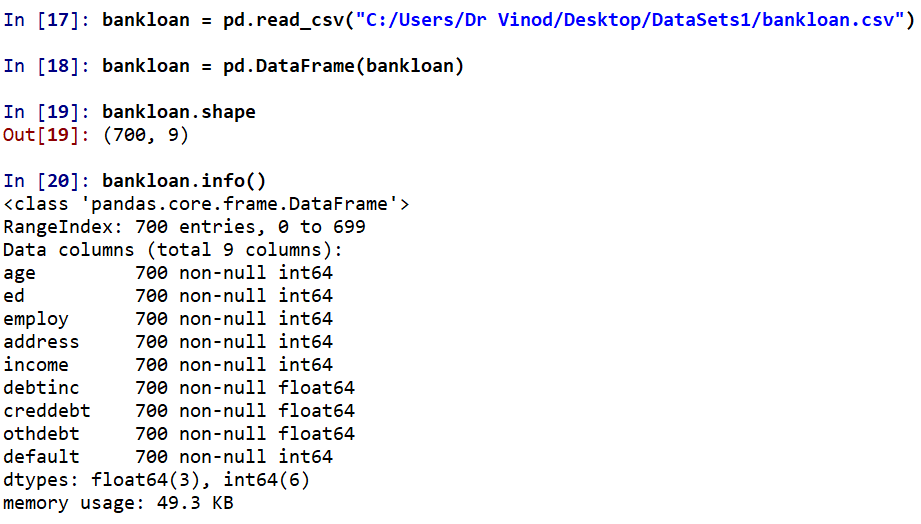 In [17]: bankloan = pd.read_csv("C:/Users/Dr Vinod/Desktop/DataSets1/bankloan.csv")
In [18]: bankloan = pd.DataFrame(bankloan)
In [19]: bankloan.shape
Out[19]: (700, 9)
In [20]: bankloan.info()
<class 'pandas.core.frame.DataFrame'>
RangeIndex: 700 entries, 0 to 699
Data columns (total 9 columns):
age         700 non-null int64
ed          700 non-null int64
employ      700 non-null int64
address     700 non-null int64
income      700 non-null int64
debtinc     700 non-null float64
creddebt    700 non-null float64
othdebt     700 non-null float64
default     700 non-null int64
dtypes: float64(3), int64(6)
memory usage: 49.3 KB